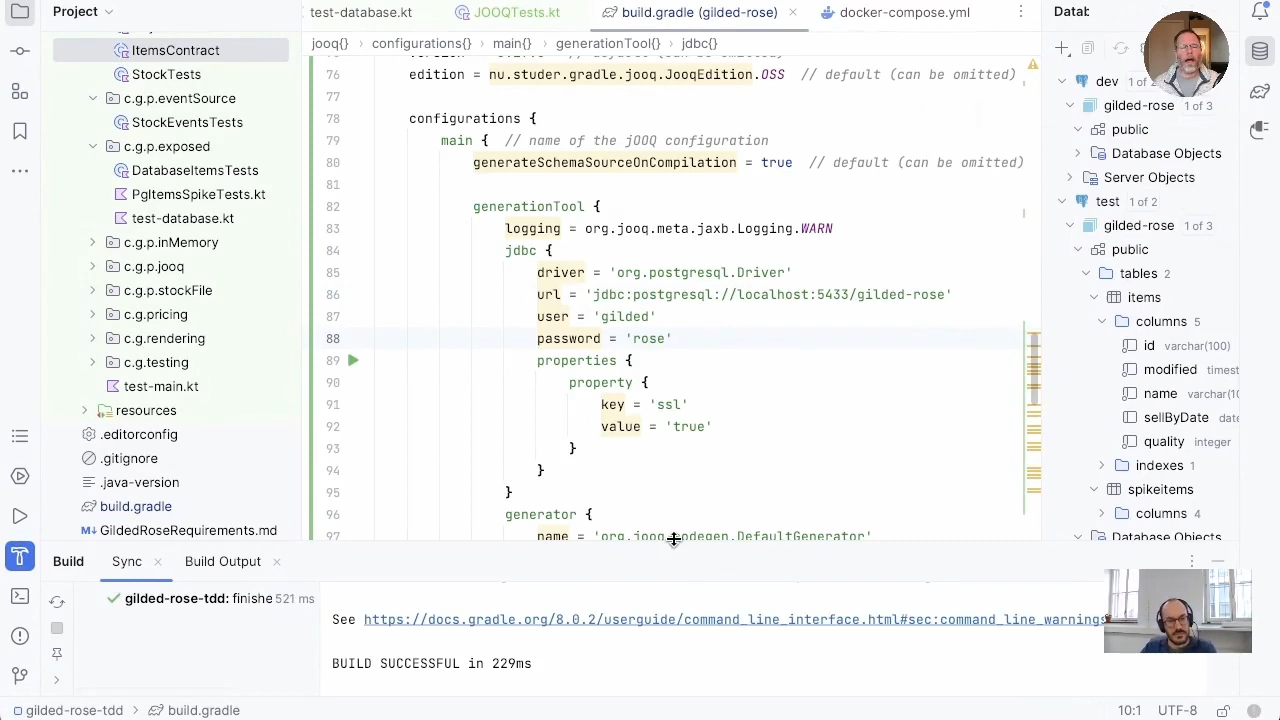 Project
test-database.kt
JOOQTests.kt
build.gradle (gilded-rose)
docker-compose.yml
jooq{}
configurations{}
main{}
generationTool{}
jdbc{}
ItemsContract
StockTests
c.g.p.eventSource
StockEventsTests
c.g.p.exposed
DatabaseItemsTests
PgItemsSpikeTests.kt
test-database.kt
c.g.p.inMemory
c.g.p.jooq
c.g.p.stockFile
c.g.pricing
c.g.rendering
c.g.testing
test-main.kt
resources
.editorconfig
.gitignore
.java-version
build.gradle
GildedRoseRequirements.md
76 edition = nu.studer.gradle.jooq.JooqEdition.OSS // default (can be omitted)
77
78 configurations {
79 main { // name of the jOOQ configuration
80 generateSchemaSourceOnCompilation = true // default (can be omitted)
81
82 generationTool {
83 logging = org.jooq.meta.jaxb.Logging.WARN
84 jdbc {
85 driver = 'org.postgresql.Driver'
86 url = 'jdbc:postgresql://localhost:5433/gilded-rose'
87 user = 'gilded'
88 password = 'rose'
89 properties {
90 property {
91 key = 'ssl'
92 value = 'true'
93 }
94 }
95 }
96 generator {
97 name = 'org.jooq.codegen.DefaultGenerator'
dev 1 of 2
gilded-rose 1 of 3
public
Database Objects
Server Objects
test 1 of 2
gilded-rose 1 of 3
public
tables 2
items
columns 5
id varchar(100)
modified timest
name varchar(10
sellByDate date
quality integer
indexes 1
spikeitems
columns 4
Build
Sync
Build Output
gilded-rose-tdd: finishe 521 ms
See https://docs.gradle.org/8.0.2/userguide/command_line_interface.html#sec:command_line_warnings
BUILD SUCCESSFUL in 229ms
gilded-rose-tdd
build.gradle
10:1
UTF-8